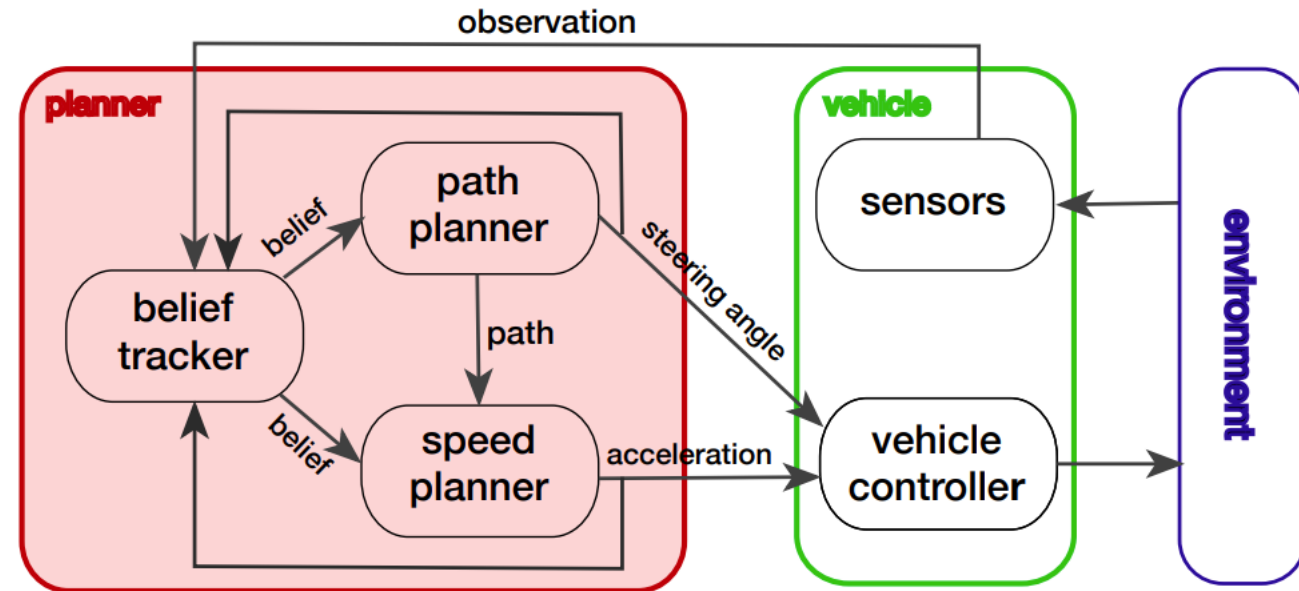 observation
planner
vehicle
path
planner
sensors
belief
steering angle
environment
belief
tracker
path
belief
speed
planner
acceleration
vehicle
controller